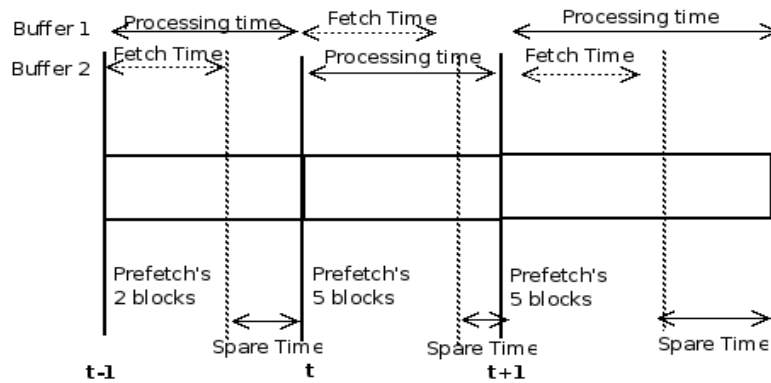 Buffer 1 Processing time Fetch Time Processing time
Buffer 2 Fetch Time Processing time Fetch Time
Prefetch's Prefetch's Prefetch's
2 blocks 5 blocks 5 blocks
Spare Time Spare Time Spare Time
t-1 t t+1